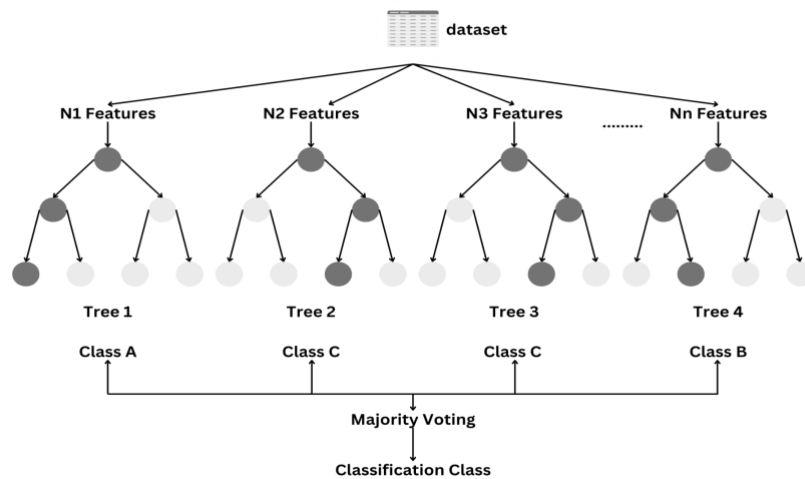 dataset
N1 Features N2 Features N3 Features ......... Nn Features
Tree 1 Tree 2 Tree 3 Tree 4
Class A Class C Class C Class B
Majority Voting
Classification Class